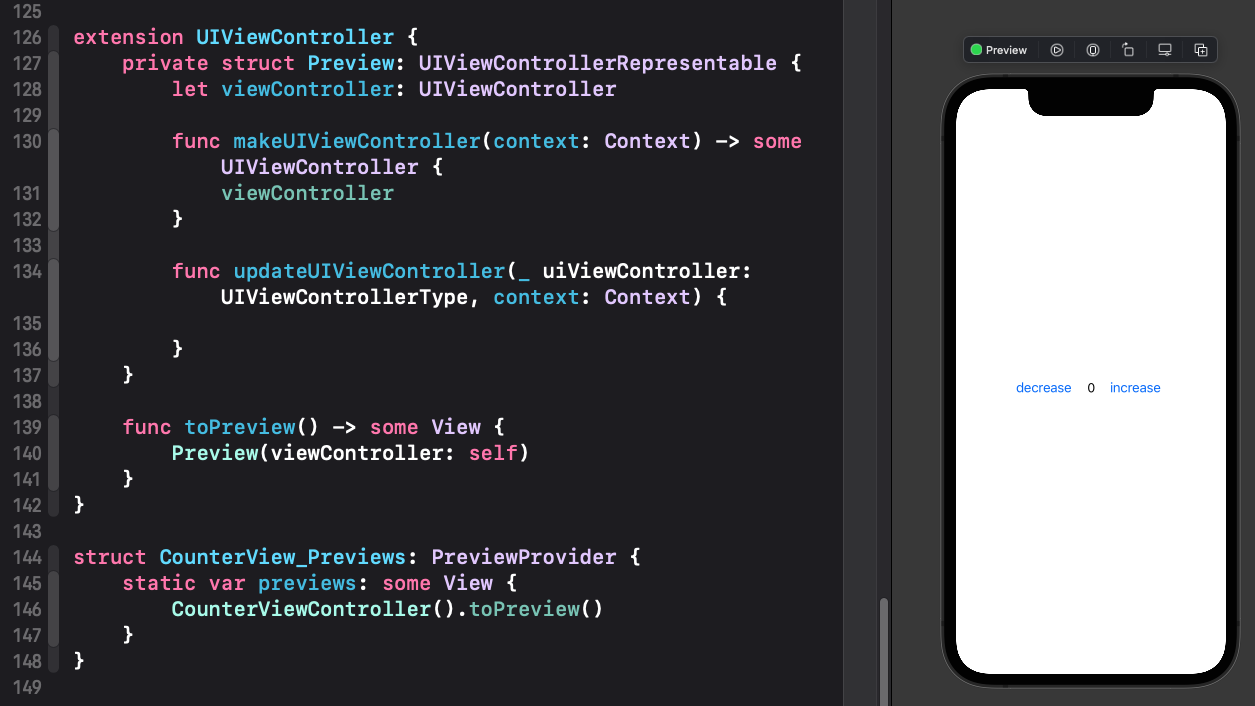 125
126 extension UIViewController {
127     private struct Preview: UIViewControllerRepresentable {
128         let viewController: UIViewController
129
130         func makeUIViewController(context: Context) -> some
            UIViewController {
131             viewController
132         }
133
134         func updateUIViewController(_ uiViewController:
            UIViewControllerType, context: Context) {
135
136         }
137     }
138
139     func toPreview() -> some View {
140         Preview(viewController: self)
141     }
142 }
143
144 struct CounterView_Previews: PreviewProvider {
145     static var previews: some View {
146         CounterViewController().toPreview()
147     }
148 }
149
Preview
decrease 0 increase